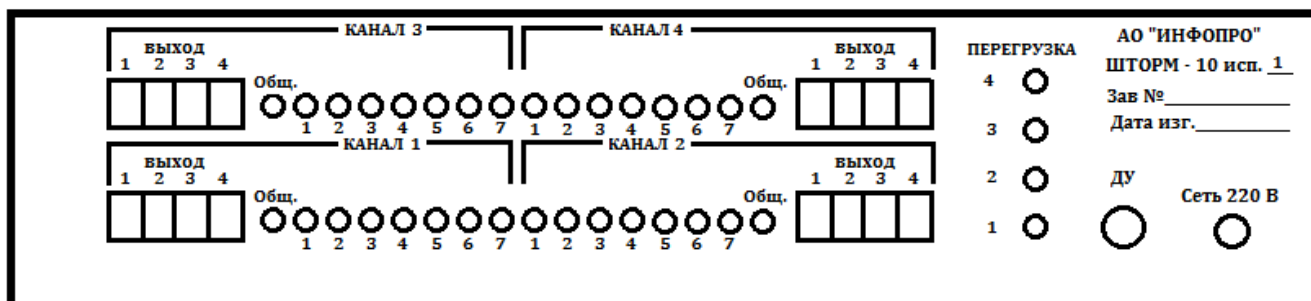 КАНАЛ 3 КАНАЛ 4
ВЫХОД ВЫХОД
1 2 3 4 1 2 3 4
Общ. Общ.
1 2 3 4 5 6 7 1 2 3 4 5 6 7
КАНАЛ 1 КАНАЛ 2
ВЫХОД ВЫХОД
1 2 3 4 1 2 3 4
Общ. Общ.
1 2 3 4 5 6 7 1 2 3 4 5 6 7
ПЕРЕГРУЗКА
4
3
2
1
АО "ИНФОПРО"
ШТОРМ - 10 исп. 1
Зав №
Дата изг.
ДУ
Сеть 220 В